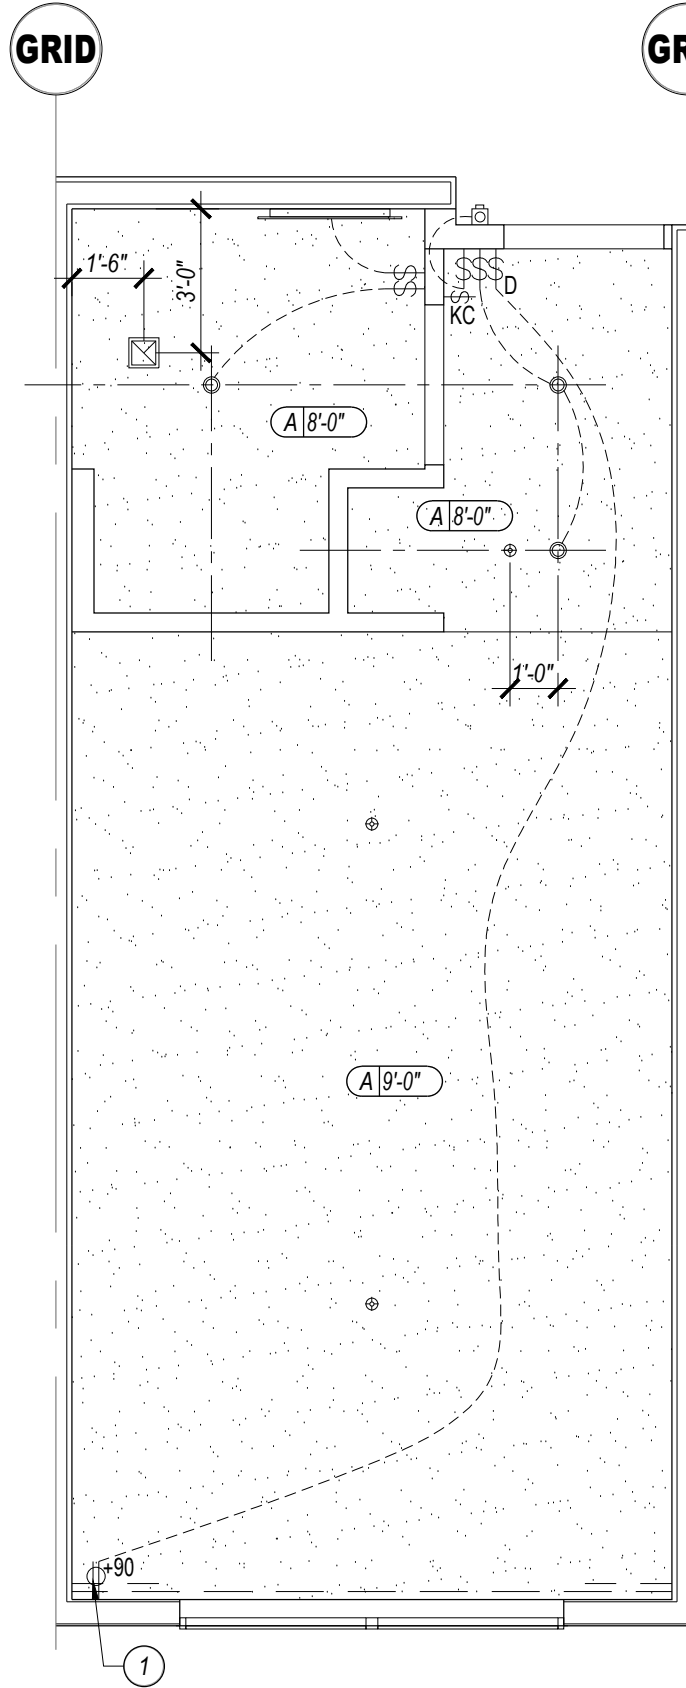 GRID
GR
1'-6"
3'-0"
S
S
SSS
D
S
KC
A 8'-0"
A 8'-0"
1'-0"
A 9'-0"
+90
1